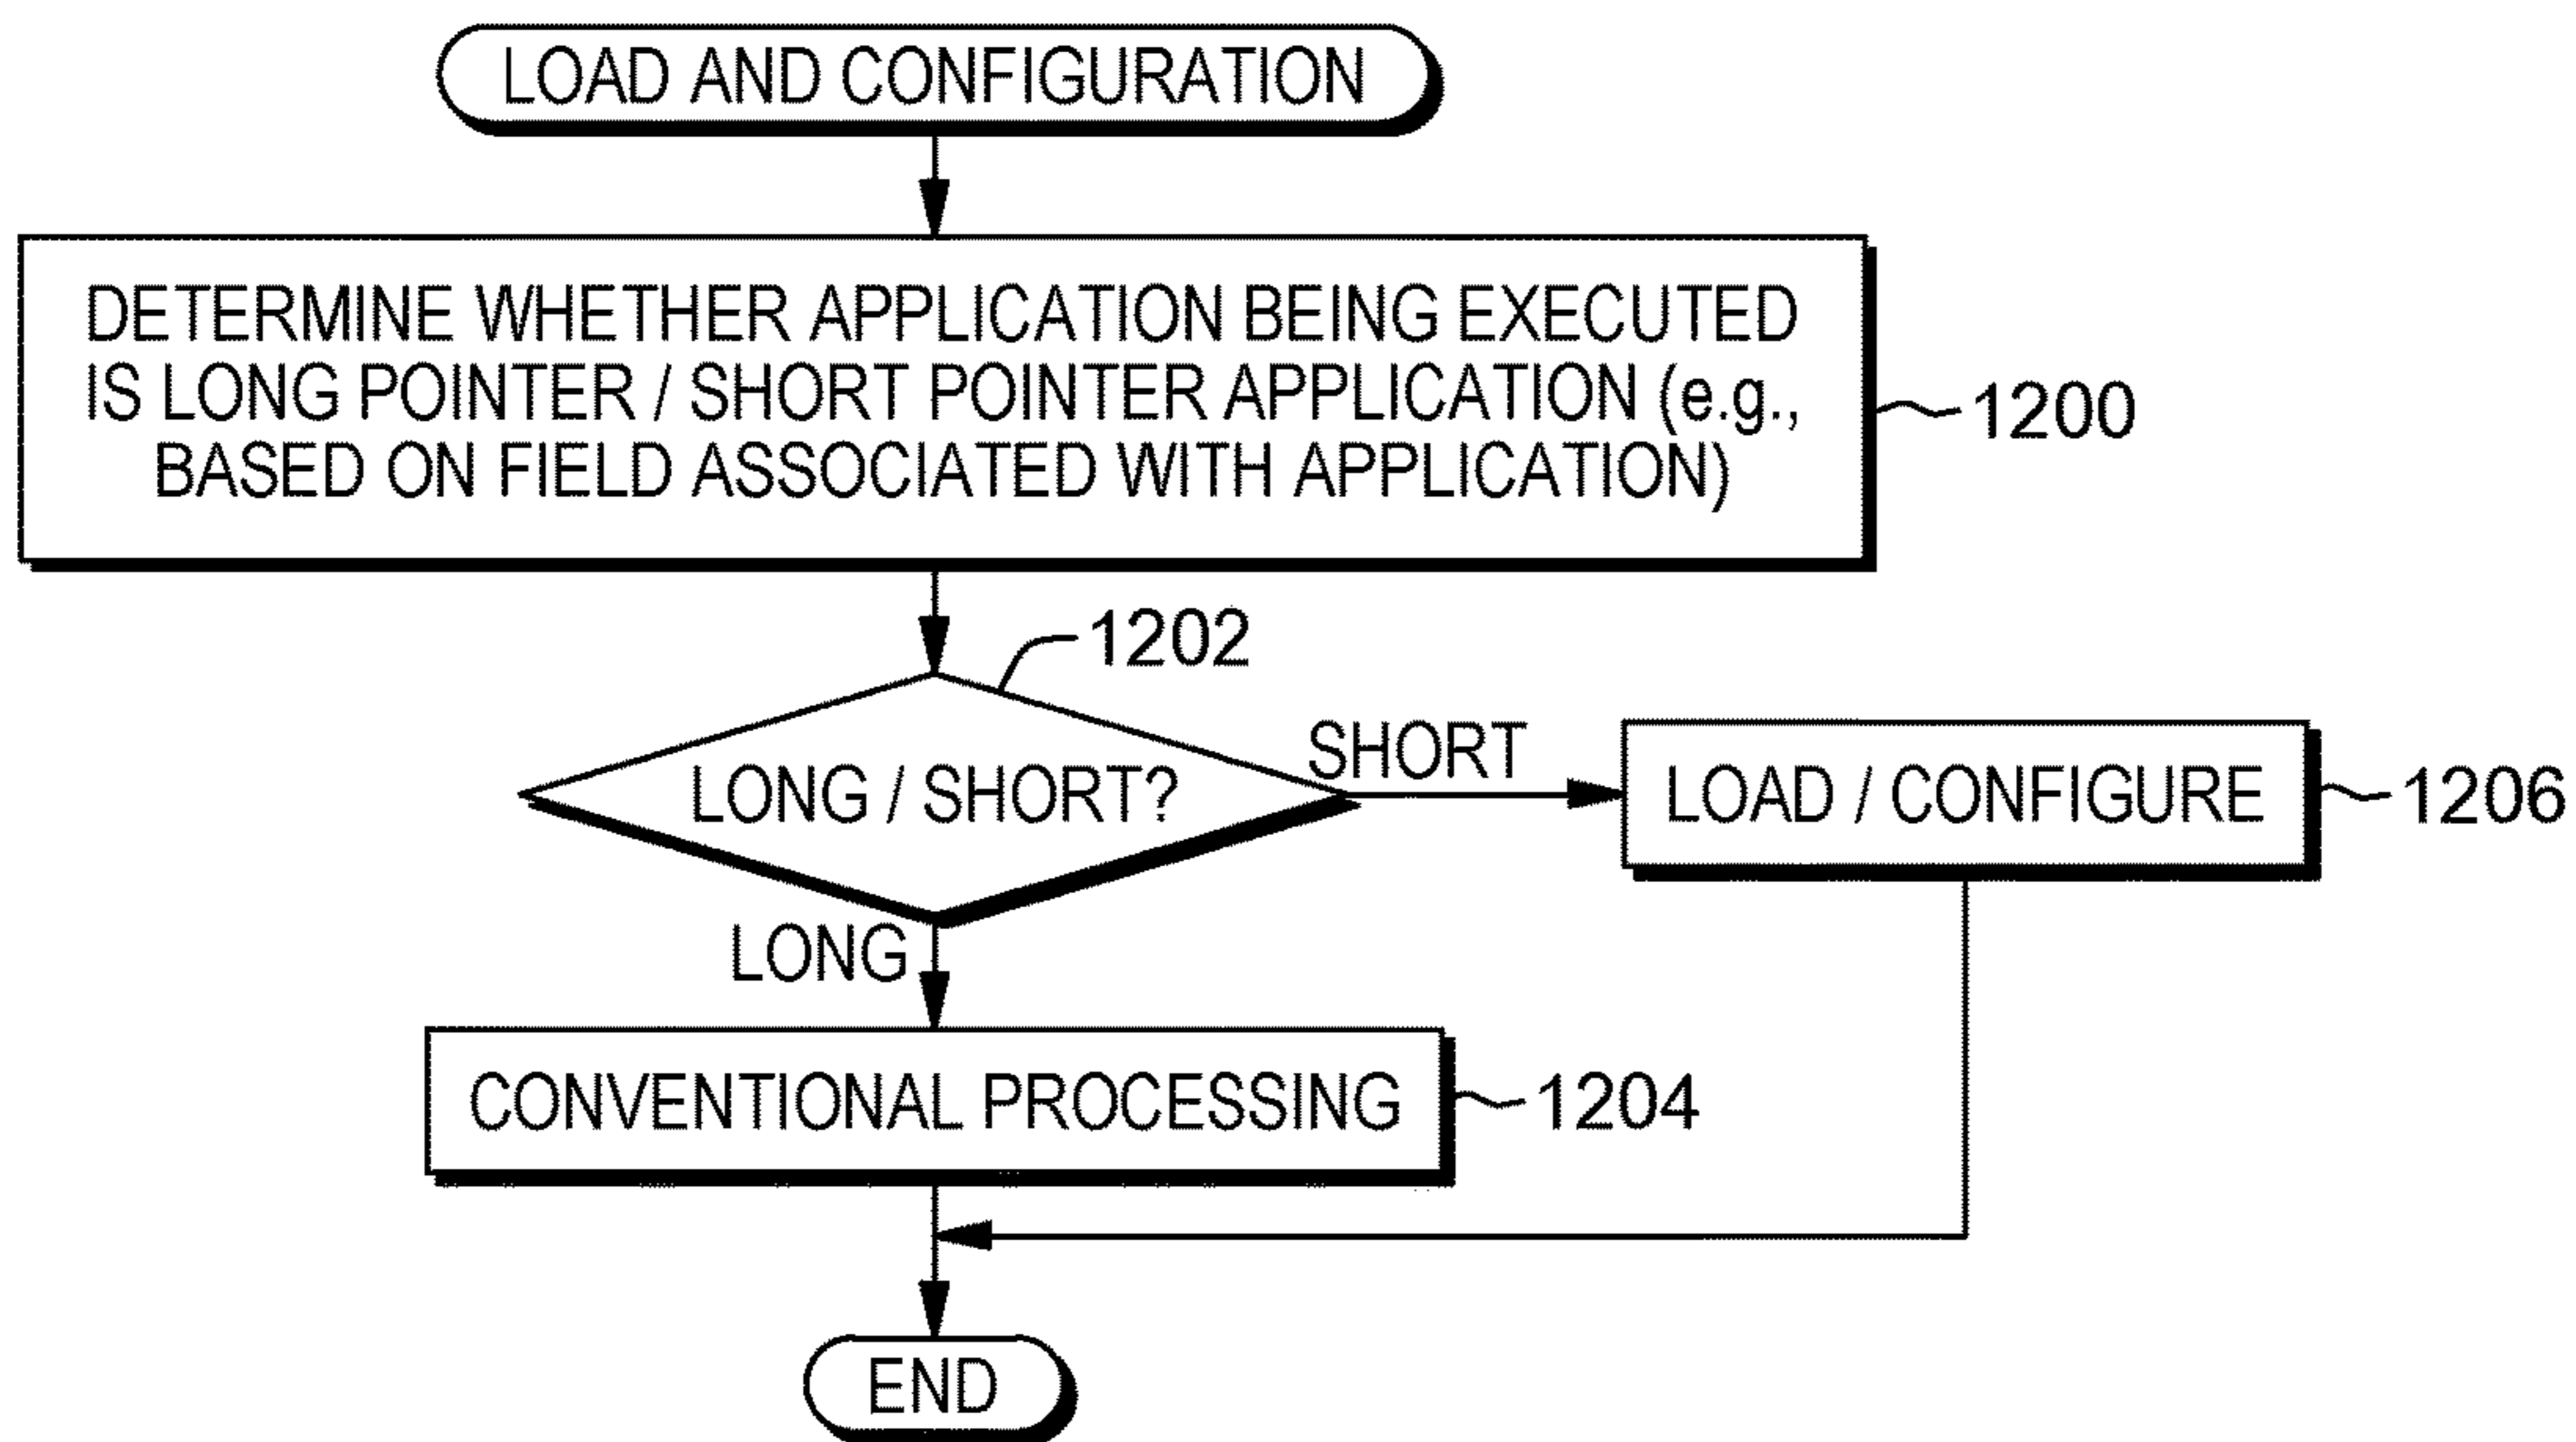 LOAD AND CONFIGURATION
DETERMINE WHETHER APPLICATION BEING EXECUTED
IS LONG POINTER / SHORT POINTER APPLICATION (e.g.,
BASED ON FIELD ASSOCIATED WITH APPLICATION)
1200
1202
LONG / SHORT?
SHORT
LOAD / CONFIGURE
1206
LONG
CONVENTIONAL PROCESSING
1204
END